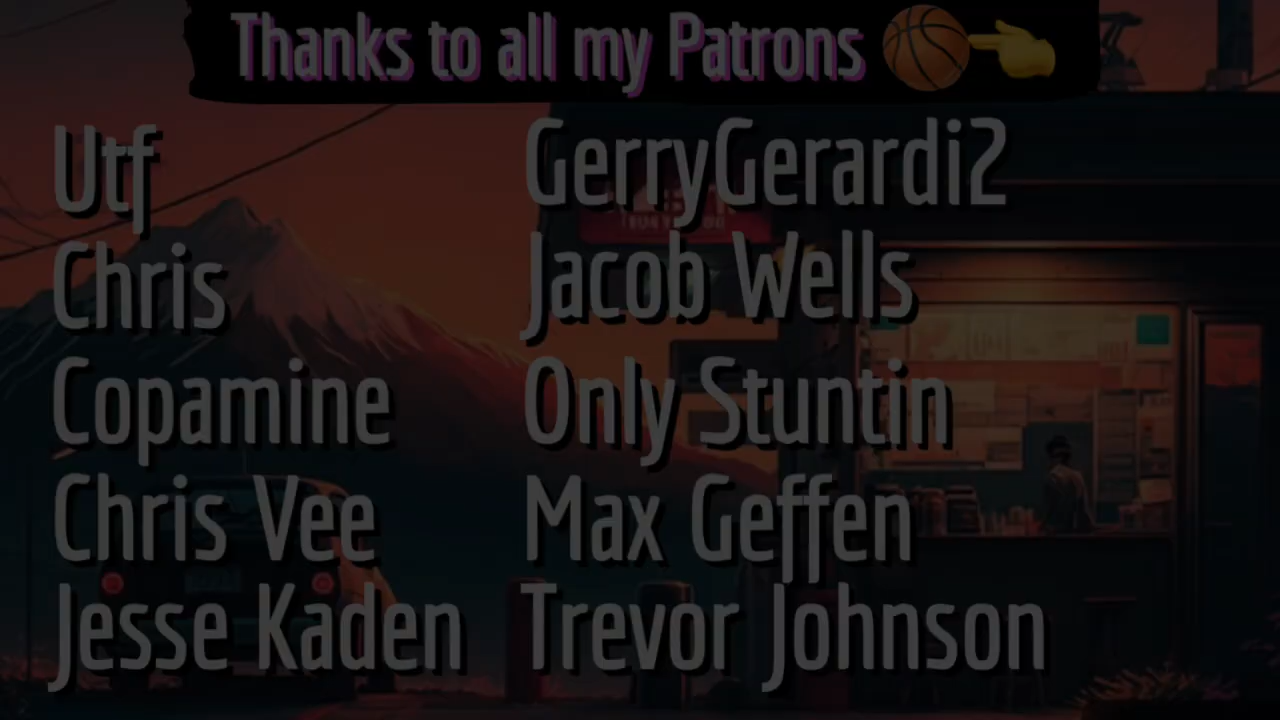 Thanks to all my Patrons 🏀👈
Utf
Chris
Copamine
Chris Vee
Jesse Kaden
GerryGerardi2
Jacob Wells
Only Stuntin
Max Geffen
Trevor Johnson